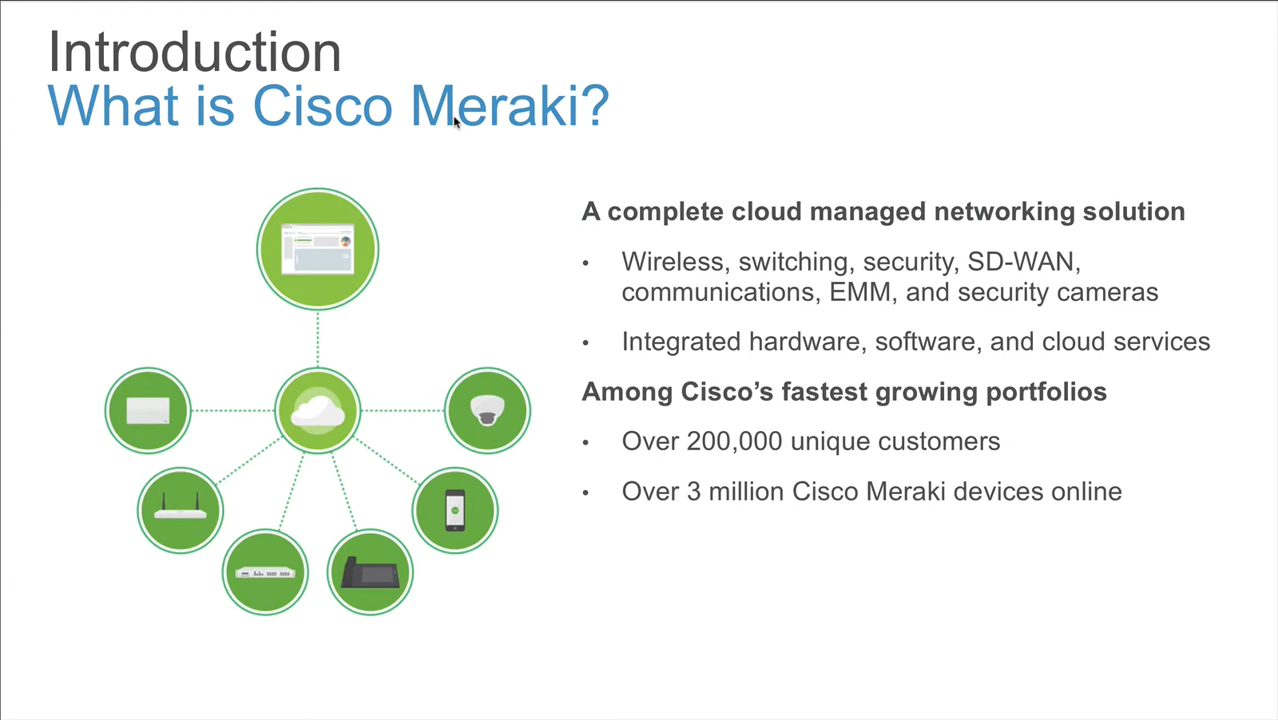 Introduction
What is Cisco Meraki?
A complete cloud managed networking solution
• Wireless, switching, security, SD-WAN,
communications, EMM, and security cameras
• Integrated hardware, software, and cloud services
Among Cisco’s fastest growing portfolios
• Over 200,000 unique customers
• Over 3 million Cisco Meraki devices online